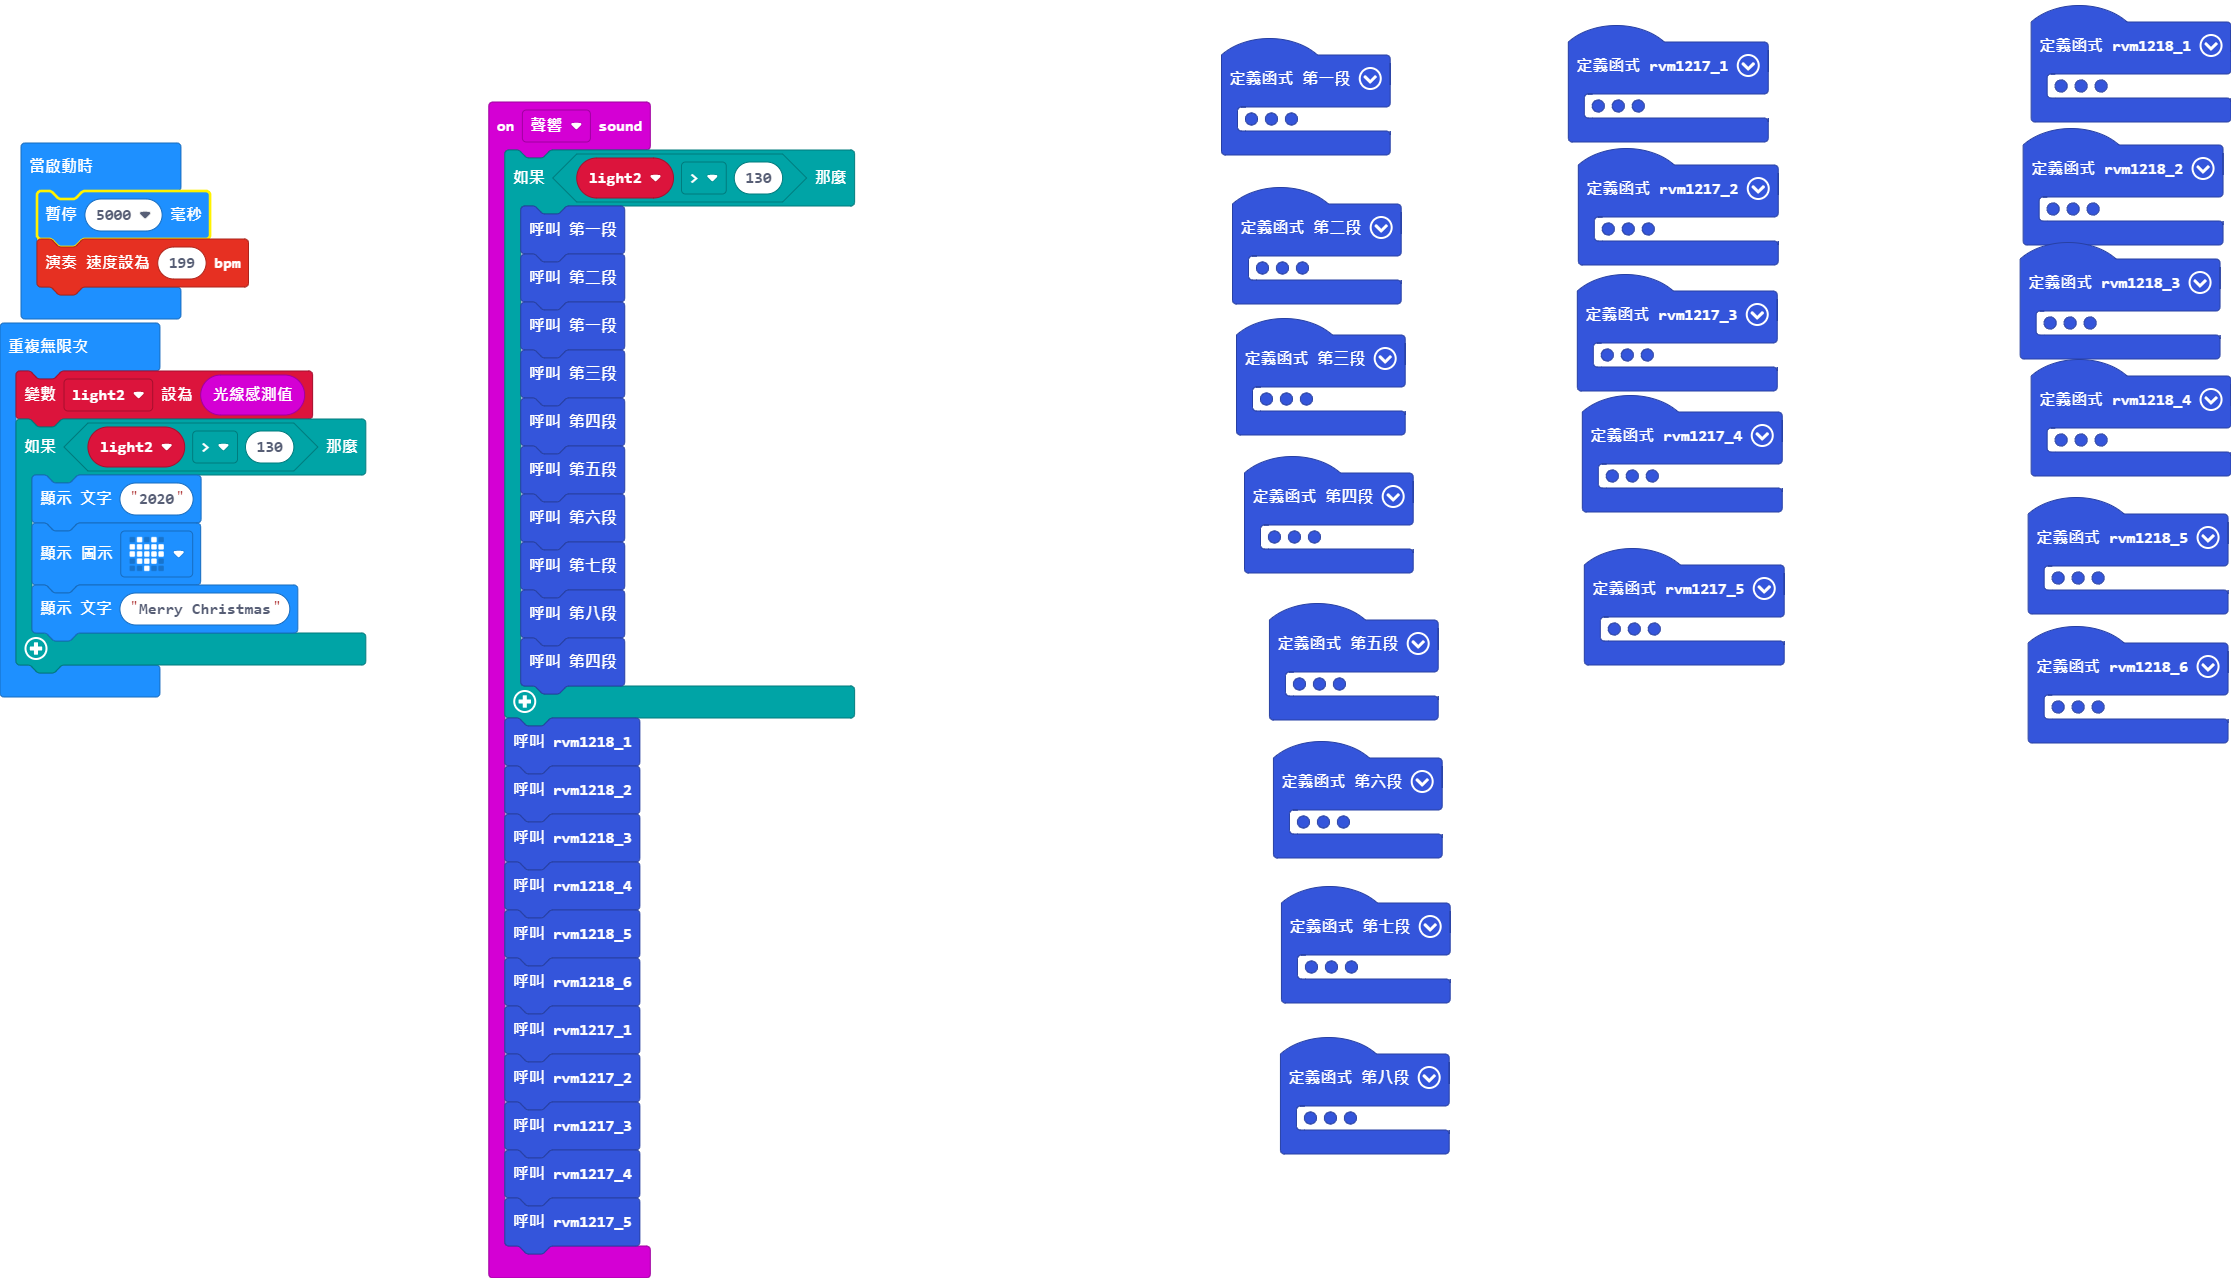 當啟動時
暫停 5000 毫秒
演奏 速度設為 199 bpm
重複無限次
變數 light2 設為 光線感測值
如果 light2 > 130 那麼
顯示 文字 "2020"
顯示 圖示
顯示 文字 "Merry Christmas"
on 聲響 sound
如果 light2 > 130 那麼
呼叫 第一段
呼叫 第二段
呼叫 第一段
呼叫 第三段
呼叫 第四段
呼叫 第五段
呼叫 第六段
呼叫 第七段
呼叫 第八段
呼叫 第四段
呼叫 rvm1218_1
呼叫 rvm1218_2
呼叫 rvm1218_3
呼叫 rvm1218_4
呼叫 rvm1218_5
呼叫 rvm1218_6
呼叫 rvm1217_1
呼叫 rvm1217_2
呼叫 rvm1217_3
呼叫 rvm1217_4
呼叫 rvm1217_5
定義函式 第一段
定義函式 第二段
定義函式 第三段
定義函式 第四段
定義函式 第五段
定義函式 第六段
定義函式 第七段
定義函式 第八段
定義函式 rvm1217_1
定義函式 rvm1217_2
定義函式 rvm1217_3
定義函式 rvm1217_4
定義函式 rvm1217_5
定義函式 rvm1218_1
定義函式 rvm1218_2
定義函式 rvm1218_3
定義函式 rvm1218_4
定義函式 rvm1218_5
定義函式 rvm1218_6